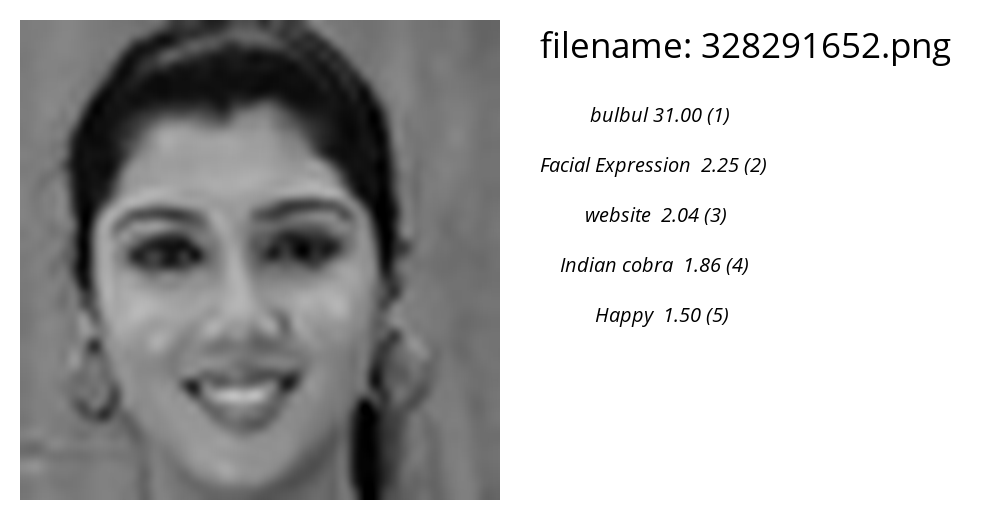 filename: 328291652.png
bulbul 31.00 (1)
Facial Expression 2.25 (2)
website 2.04 (3)
Indian cobra 1.86 (4)
Happy 1.50 (5)